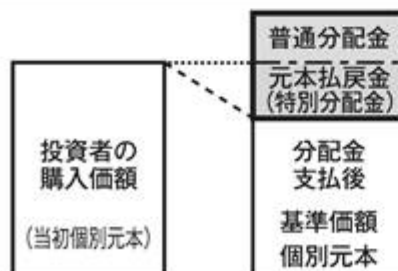 普通分配金
元本払戻金
(特別分配金)
投資者の
購入価額
(当初個別元本)
分配金
支払後
基準価額
個別元本